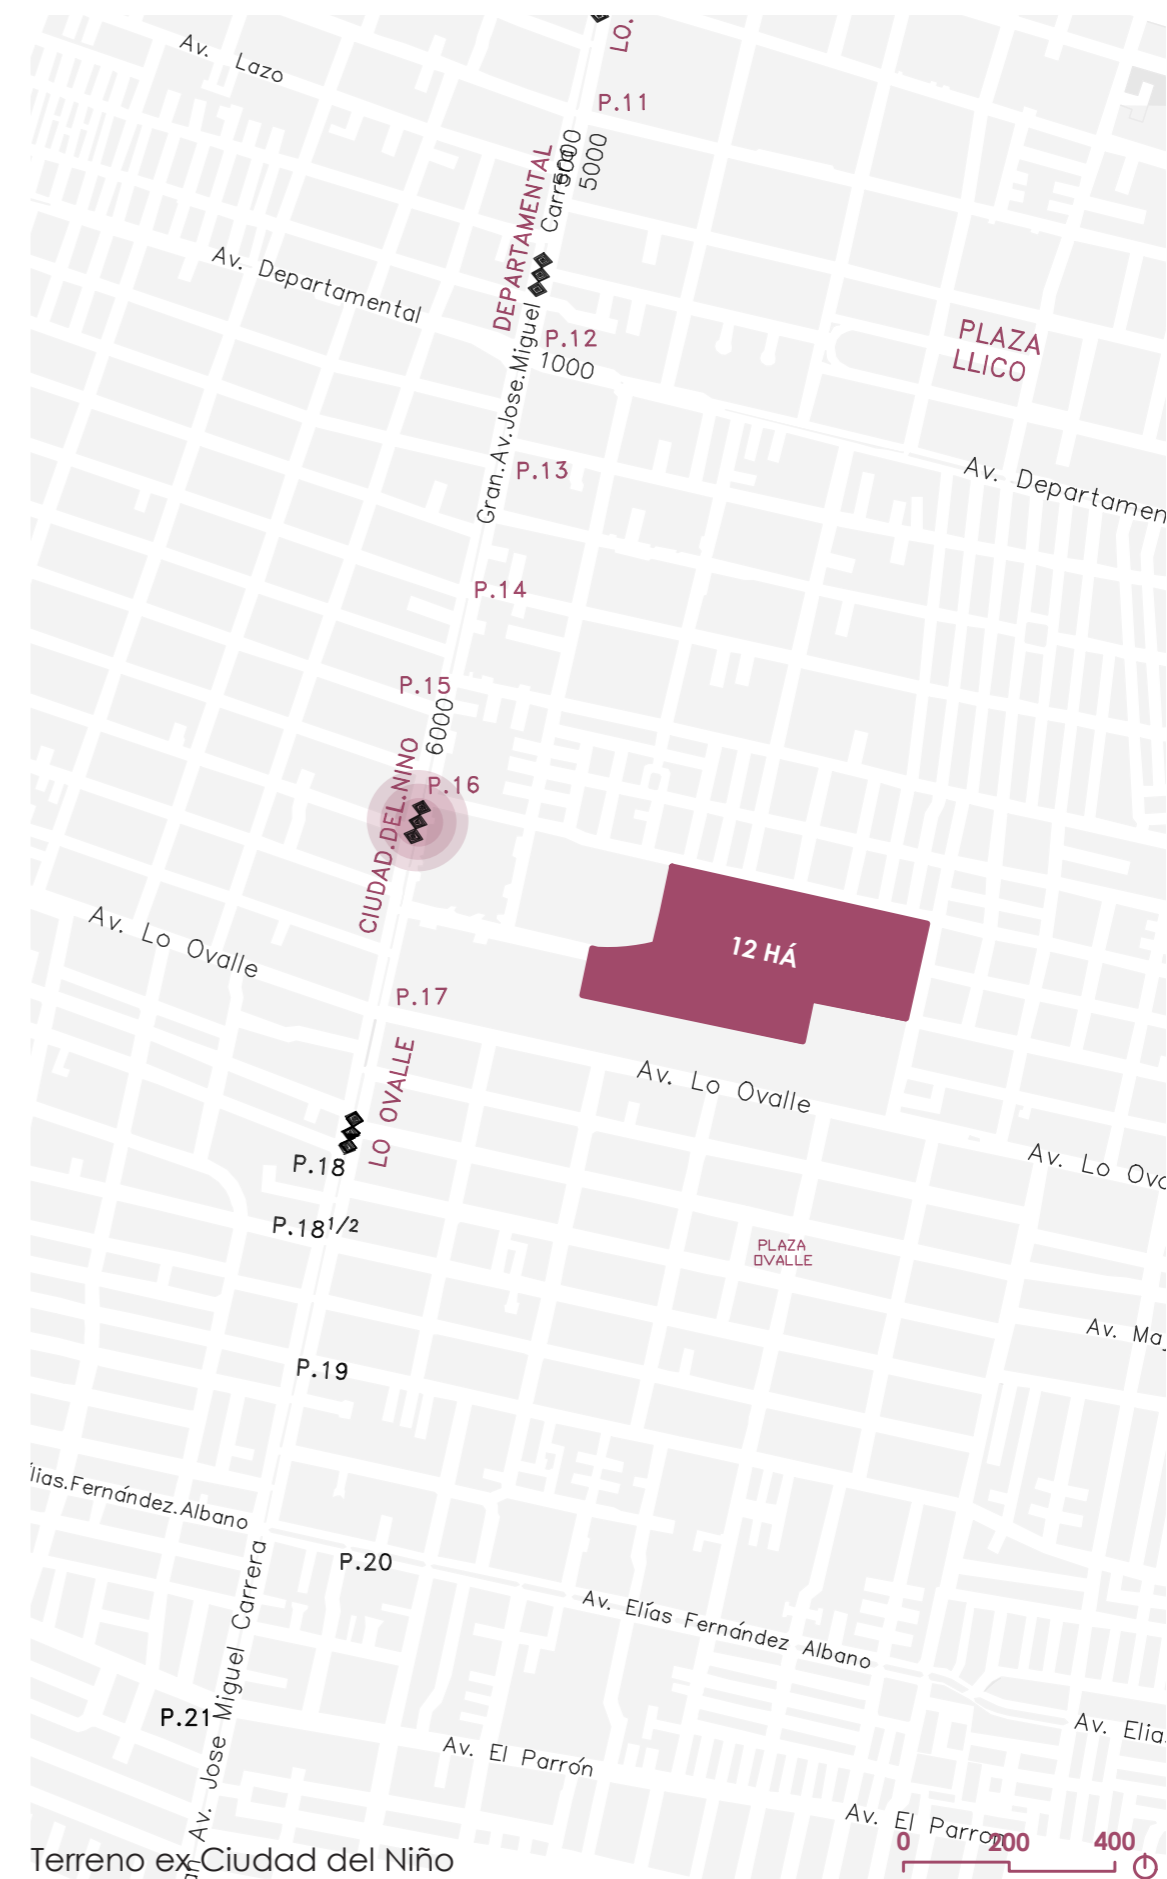 LO.
Av. Lazo
P.11
5000
5000
DEPARTAMENTAL
Gran.Av.Jose.Miguel Carrera
Av. Departamental
P.12
1000
PLAZA
LLICO
P.13
Av. Departamen
P.14
P.15
6000
P.16
CIUDAD.DEL.NINO
Av. Lo Ovalle
12 HÁ
P.17
LO OVALLE
Av. Lo Ovalle
P.18
Av. Lo Ova
P.18 1/2
PLAZA
OVALLE
Av. Ma
P.19
lias.Fernández.Albano
P.20
Av. Elías Fernández Albano
an Av. Jose Miguel Carrera
P.21
Av. Elia
Av. El Parrón
Av. El Parron
0 200 400
Terreno ex Ciudad del Niño